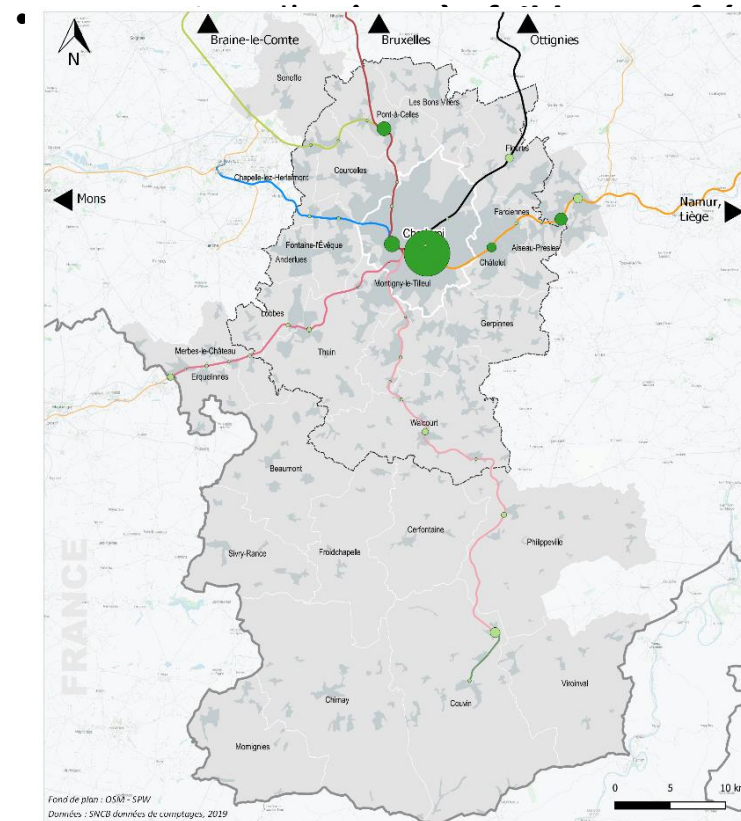 N
Braine-le-Comte
Bruxelles
Ottignies
Seneffe
Les Bons Villers
Pont-à-Celles
Fleurus
Courcelles
Chapelle-lez-Herlaimont
Mons
Namur,
Liège
Farciennes
Fontaine-l'Évêque
Anderlues
Aiseau-Presles
Châtelet
Montigny-le-Tilleul
Lobbes
Gerpinnes
Merbes-le-Château
Thuin
Erquelinnes
Walcourt
Beaumont
Cerfontaine
Philippeville
Sivry-Rance
Froidchapelle
FRANCE
Viroinval
Chimay
Couvin
Momignies
Fond de plan : OSM - SPW
Données : SNCB données de comptages, 2019
0 5 10 km